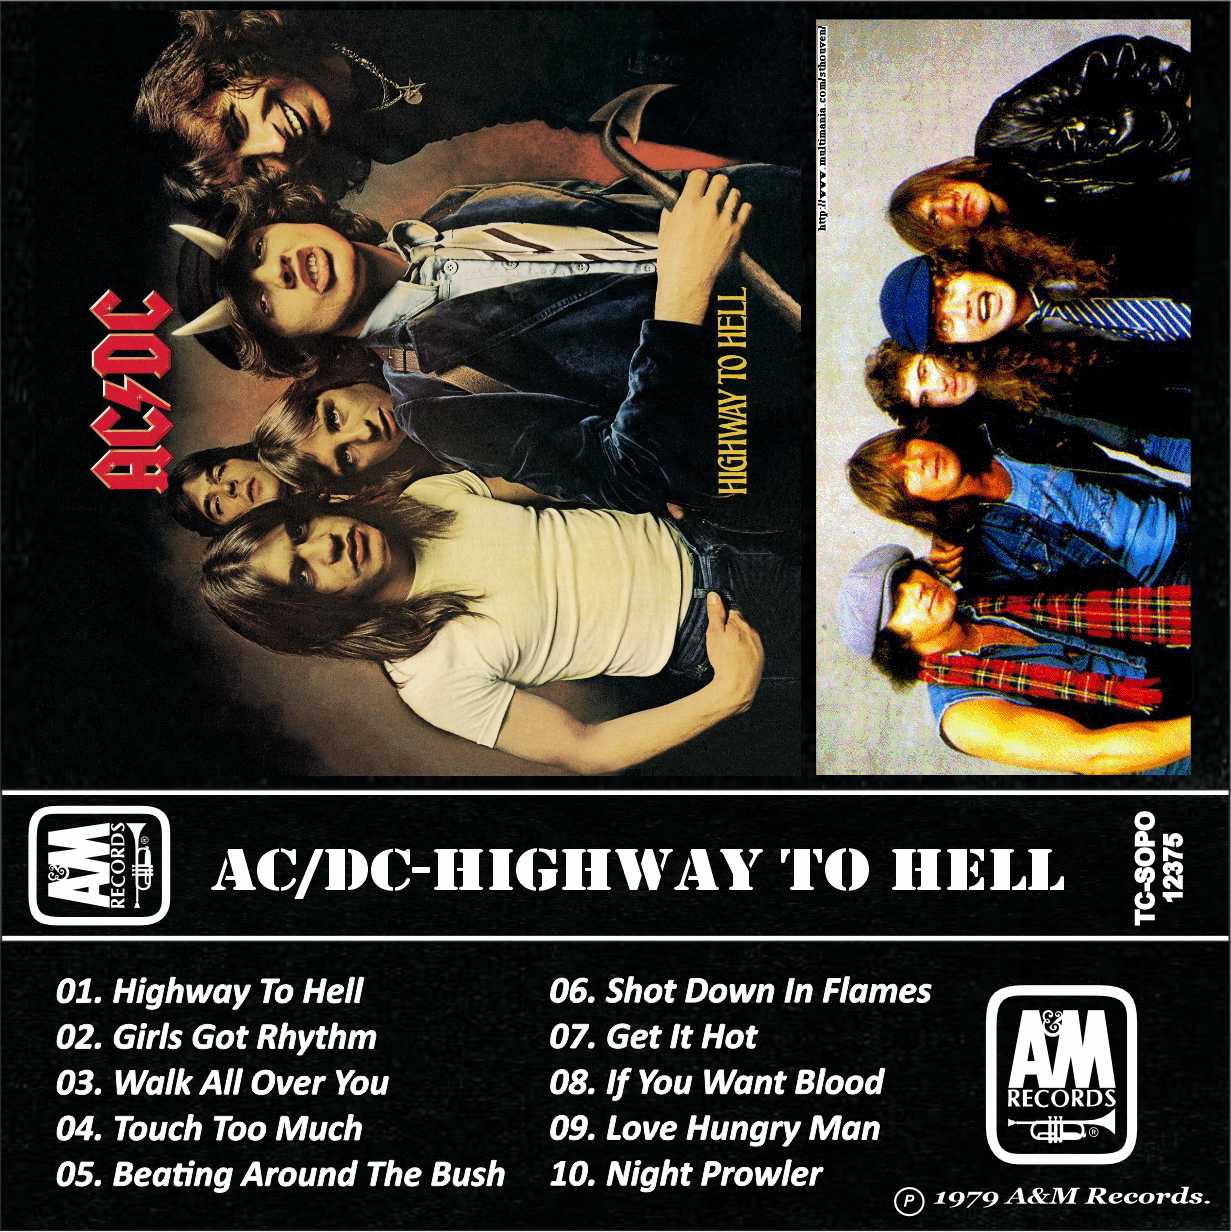 AC/DC
HIGHWAY TO HELL
http://www.multimania.com/sthouven/
A&M
RECORDS
®
AC/DC-HIGHWAY TO HELL
TC-SOPO
12375
01. Highway To Hell
02. Girls Got Rhythm
03. Walk All Over You
04. Touch Too Much
05. Beating Around The Bush
06. Shot Down In Flames
07. Get It Hot
08. If You Want Blood
09. Love Hungry Man
10. Night Prowler
A&M
RECORDS
®
℗ 1979 A&M Records.